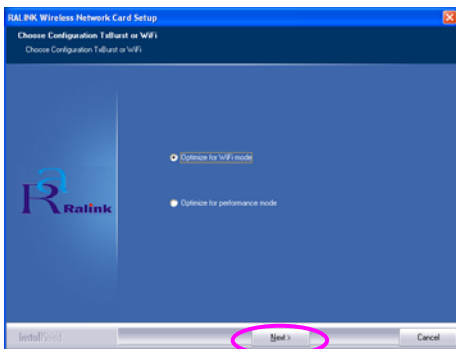 RALINK Wireless Network Card Setup
Choose Configuration TxBurst or WiFi
Choose Configuration TxBurst or WiFi
Optimize for WiFi mode
Optimize for performance mode
Ralink
InstallShield
Next >
Cancel